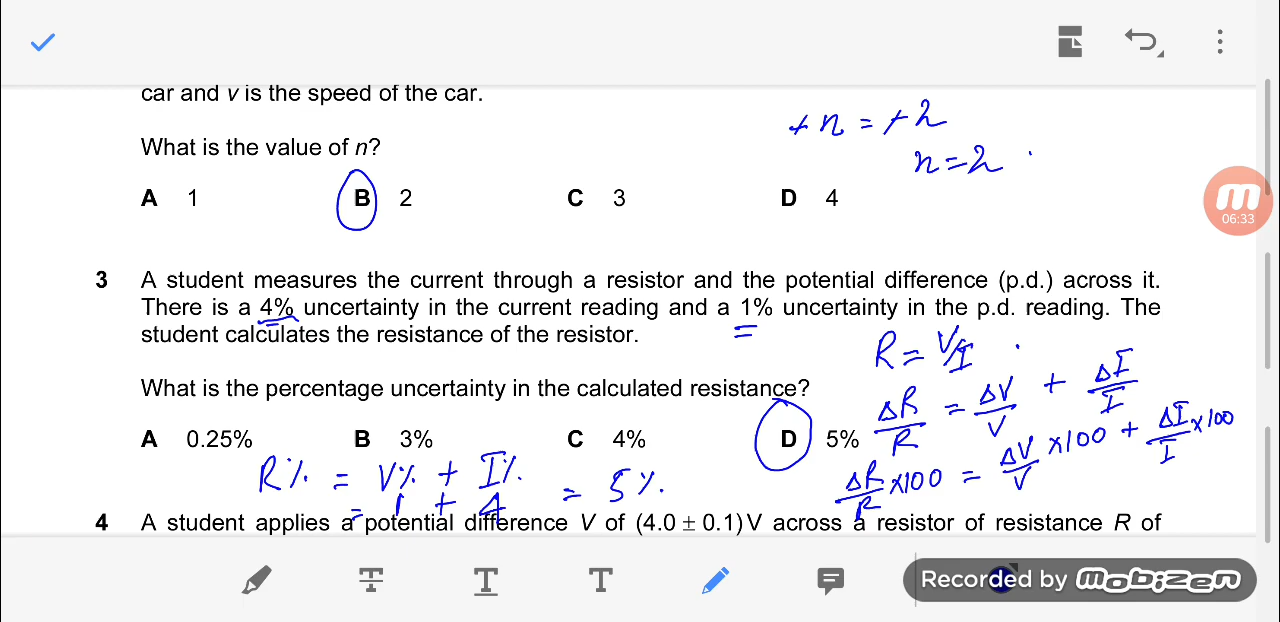 car and v is the speed of the car.
+n = +2
What is the value of n?
n=2
A 1 B 2 C 3 D 4
06:33
3 A student measures the current through a resistor and the potential difference (p.d.) across it.
There is a 4% uncertainty in the current reading and a 1% uncertainty in the p.d. reading. The
student calculates the resistance of the resistor.
R = V/I
What is the percentage uncertainty in the calculated resistance?
ΔR/R = ΔV/V + ΔI/I
A 0.25% B 3% C 4% D 5%
ΔR/R x100 = ΔV/V x100 + ΔI/I x100
R% = V% + I%
= 1 + 4 = 5%.
4 A student applies a potential difference V of (4.0 ± 0.1)V across a resistor of resistance R of
T T T
Recorded by mobizen